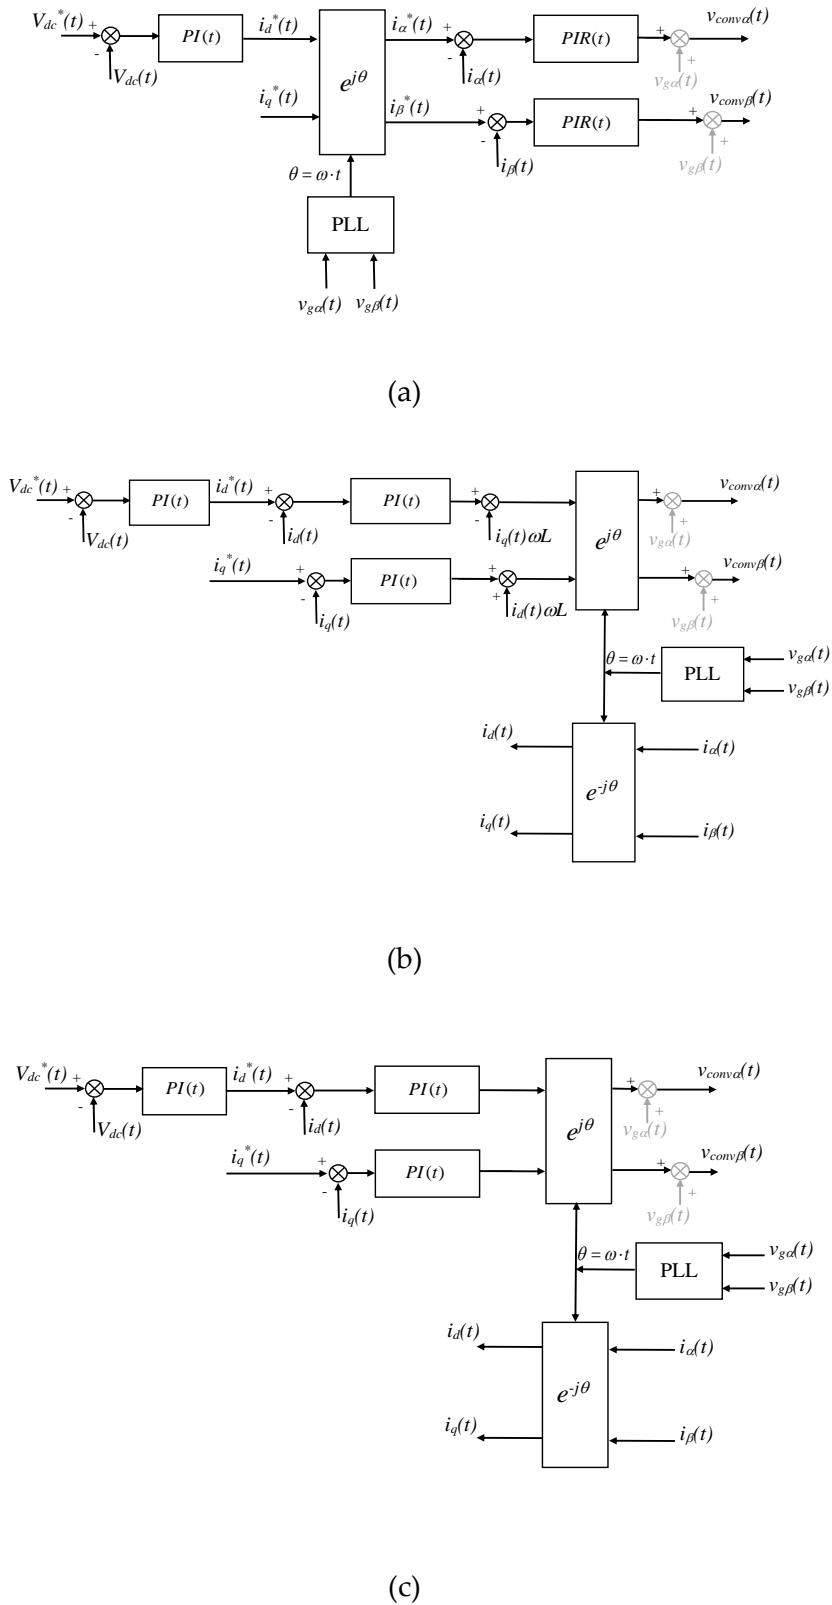 V_dc*(t) + PI(t) i_d*(t) i_α*(t) + PIR(t) + v_convα(t)
- V_dc(t) - i_α(t) + v_gα(t)
e^jθ
i_q*(t) i_β*(t) + PIR(t) + v_convβ(t)
- i_β(t) + v_gβ(t)
θ = ω·t
PLL
v_gα(t) v_gβ(t)
(a)
V_dc*(t) + PI(t) i_d*(t) + PI(t) + + v_convα(t)
- V_dc(t) - i_d(t) - i_q(t)ωL + v_gα(t)
e^jθ
i_q*(t) + PI(t) + + v_convβ(t)
- i_q(t) + i_d(t)ωL + v_gβ(t)
θ = ω·t PLL v_gα(t)
v_gβ(t)
i_d(t) i_α(t)
e^-jθ
i_q(t) i_β(t)
(b)
V_dc*(t) + PI(t) i_d*(t) + PI(t) + v_convα(t)
- V_dc(t) - i_d(t) + v_gα(t)
e^jθ
i_q*(t) + PI(t) + v_convβ(t)
- i_q(t) + v_gβ(t)
θ = ω·t PLL v_gα(t)
v_gβ(t)
i_d(t) i_α(t)
e^-jθ
i_q(t) i_β(t)
(c)